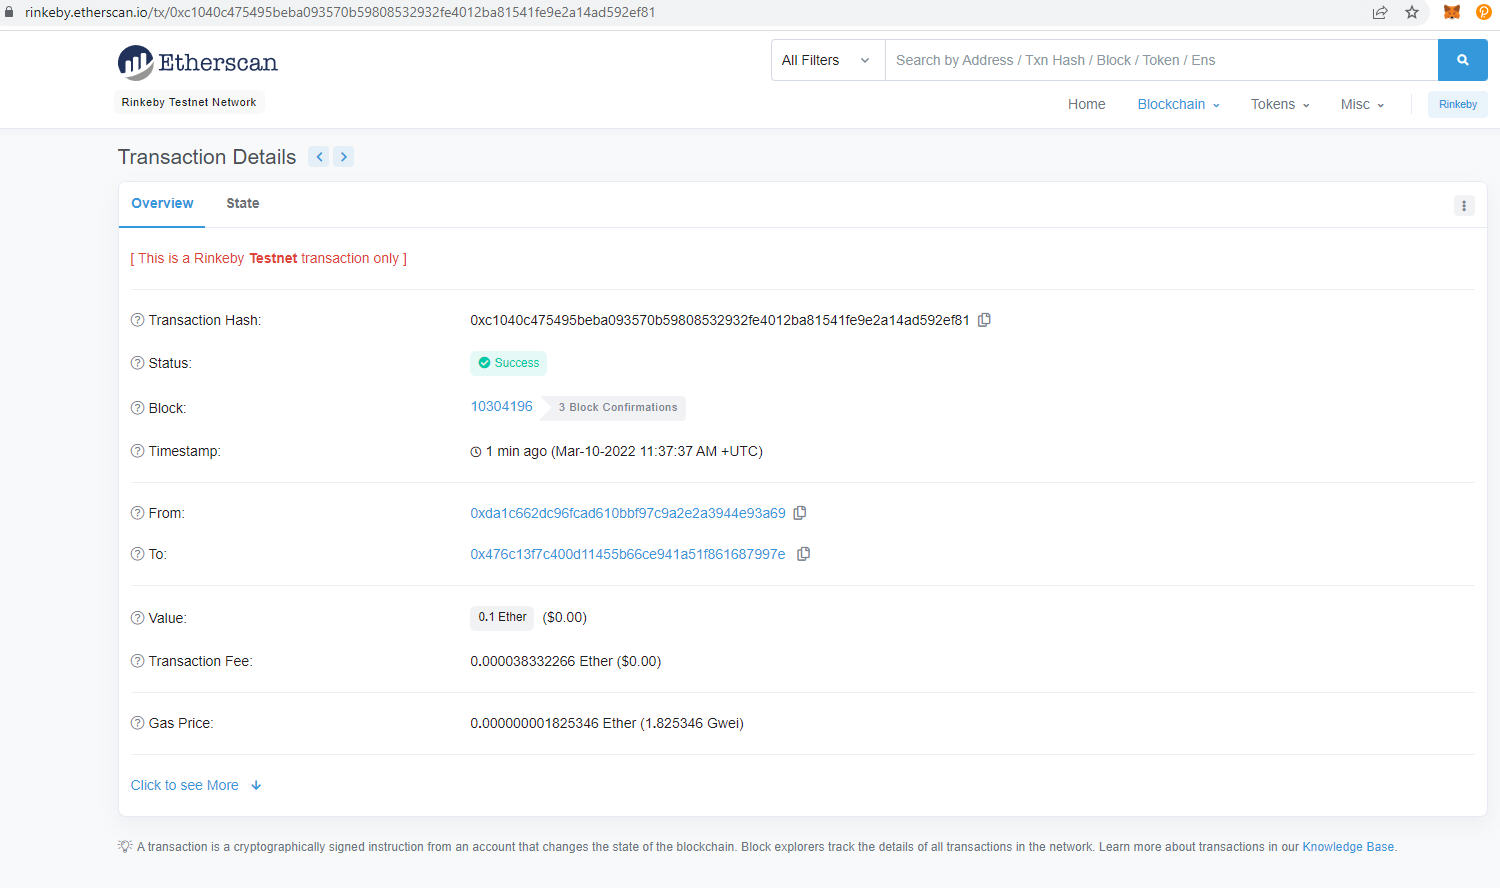 rinkeby.etherscan.io/tx/0xc1040c475495beba093570b59808532932fe4012ba81541fe9e2a14ad592ef81
Etherscan
All Filters
Search by Address / Txn Hash / Block / Token / Ens
Rinkeby Testnet Network
Home Blockchain Tokens Misc Rinkeby
Transaction Details
Overview State
[ This is a Rinkeby Testnet transaction only ]
Transaction Hash: 0xc1040c475495beba093570b59808532932fe4012ba81541fe9e2a14ad592ef81
Status: Success
Block: 10304196 3 Block Confirmations
Timestamp: 1 min ago (Mar-10-2022 11:37:37 AM +UTC)
From: 0xda1c662dc96fcad610bbf97c9a2e2a3944e93a69
To: 0x476c13f7c400d11455b66ce941a51f861687997e
Value: 0.1 Ether ($0.00)
Transaction Fee: 0.000038332266 Ether ($0.00)
Gas Price: 0.000000001825346 Ether (1.825346 Gwei)
Click to see More
A transaction is a cryptographically signed instruction from an account that changes the state of the blockchain. Block explorers track the details of all transactions in the network. Learn more about transactions in our Knowledge Base.